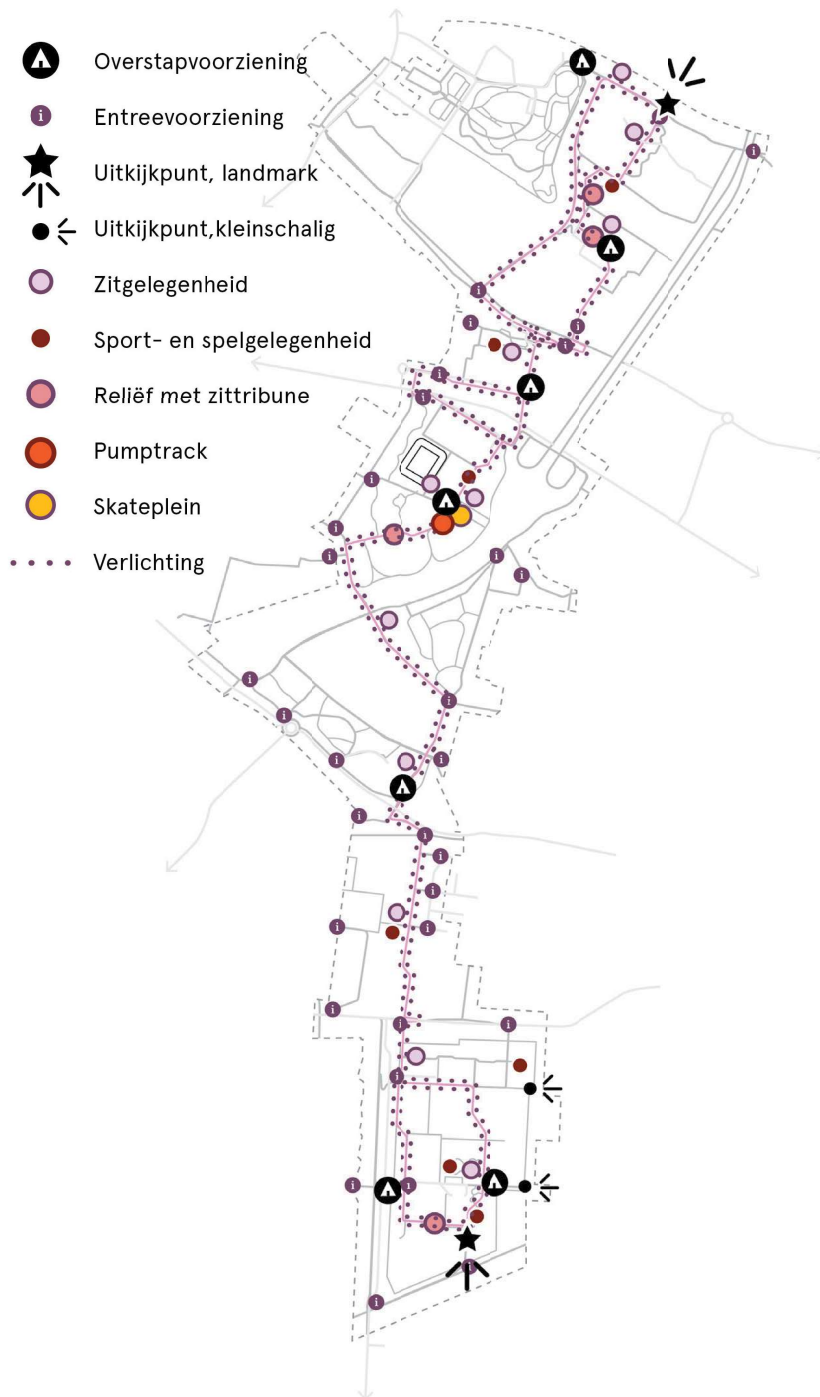 Overstapvoorziening
i Entreevoorziening
Uitkijkpunt, landmark
Uitkijkpunt,kleinschalig
Zitgelegenheid
Sport- en spelgelegenheid
Reliëf met zittribune
Pumptrack
Skateplein
Verlichting